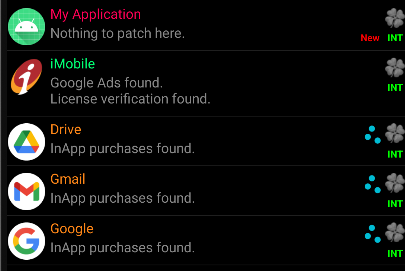 My Application
Nothing to patch here.
New INT
iMobile
Google Ads found.
License verification found.
INT
Drive
InApp purchases found.
INT
Gmail
InApp purchases found.
INT
Google
InApp purchases found.
INT